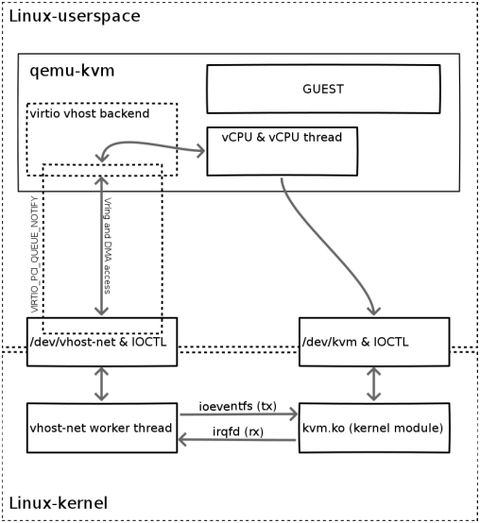 Linux-userspace
qemu-kvm
GUEST
virtio vhost backend
vCPU & vCPU thread
VIRTIO_PCI_QUEUE_NOTIFY
Vring and DMA access
/dev/vhost-net & IOCTL
/dev/kvm & IOCTL
ioeventfs (tx)
vhost-net worker thread
kvm.ko (kernel module)
irqfd (rx)
Linux-kernel